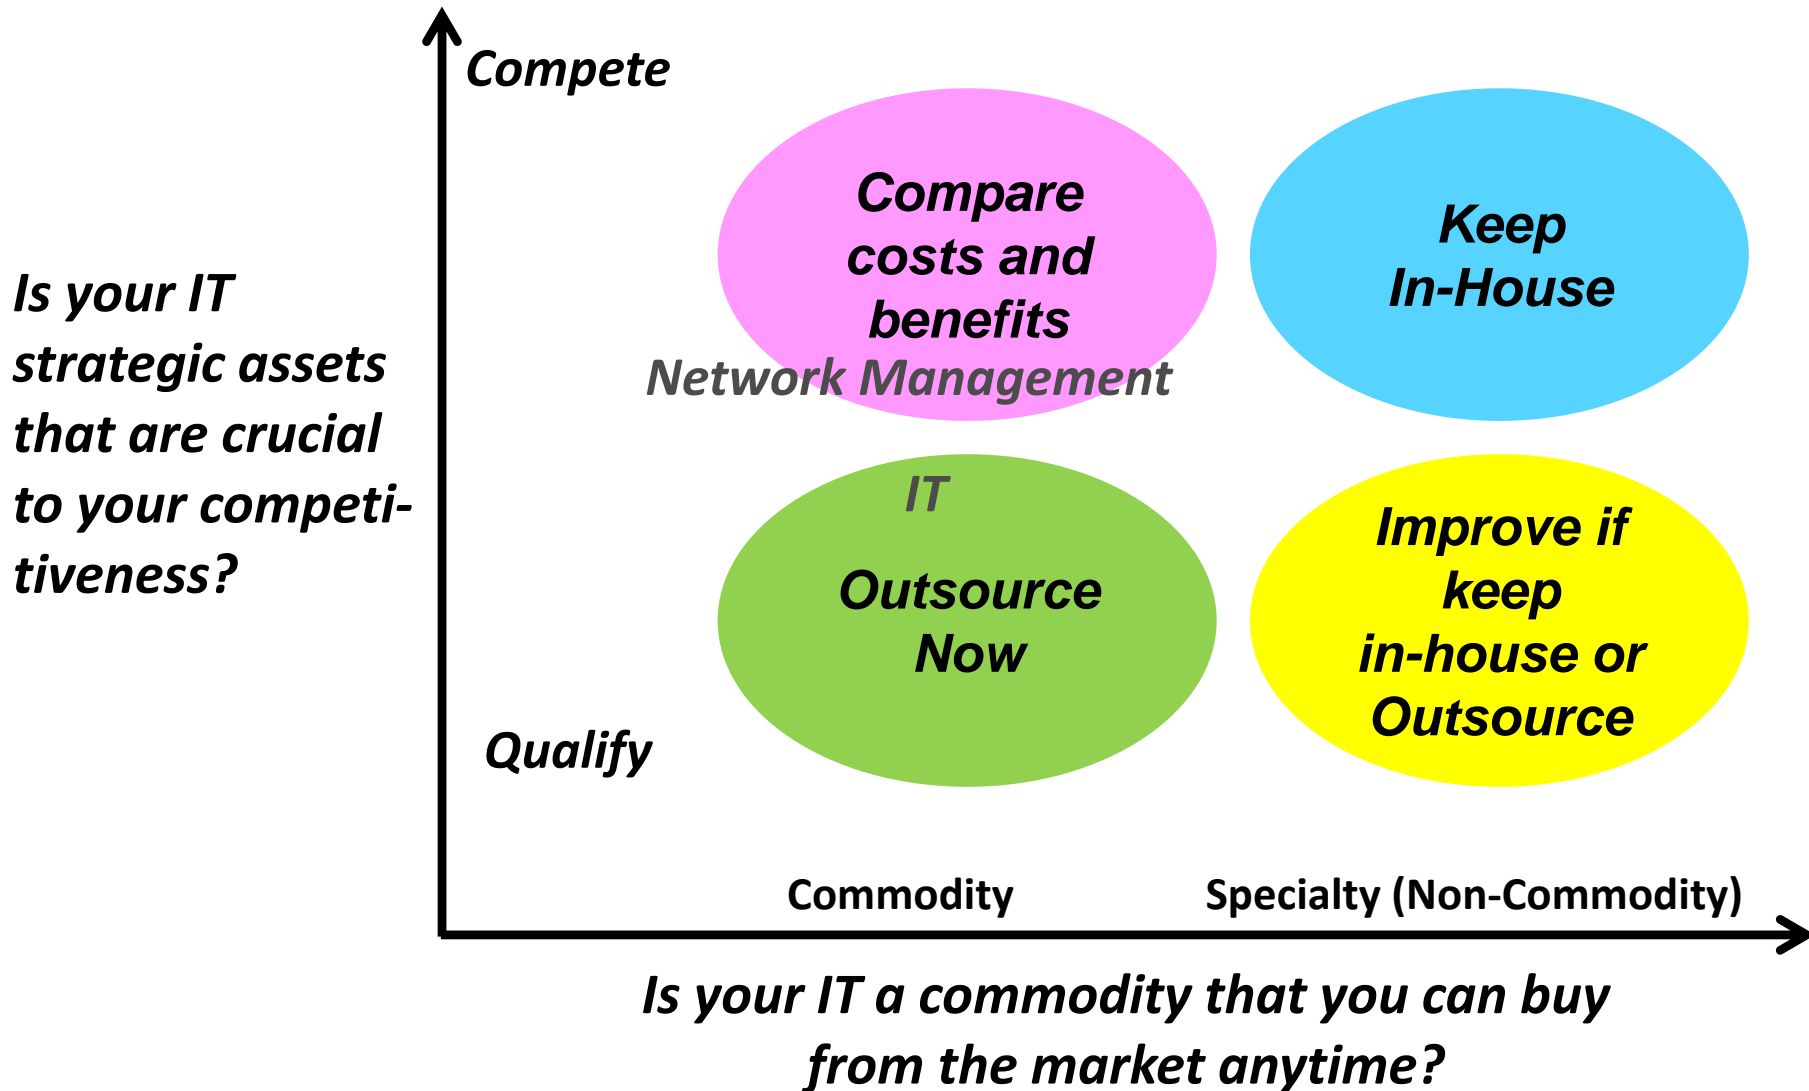 Compete
Compare
costs and
benefits
Network Management
Keep
In-House
Is your IT
strategic assets
that are crucial
to your competi-
tiveness?
IT
Outsource
Now
Improve if
keep
in-house or
Outsource
Qualify
Commodity
Specialty (Non-Commodity)
Is your IT a commodity that you can buy
from the market anytime?